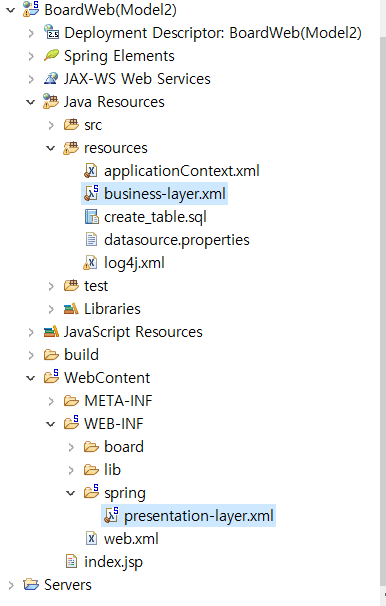 BoardWeb(Model2)
Deployment Descriptor: BoardWeb(Model2)
Spring Elements
JAX-WS Web Services
Java Resources
src
resources
applicationContext.xml
business-layer.xml
create_table.sql
datasource.properties
log4j.xml
test
Libraries
JavaScript Resources
build
WebContent
META-INF
WEB-INF
board
lib
spring
presentation-layer.xml
web.xml
index.jsp
Servers